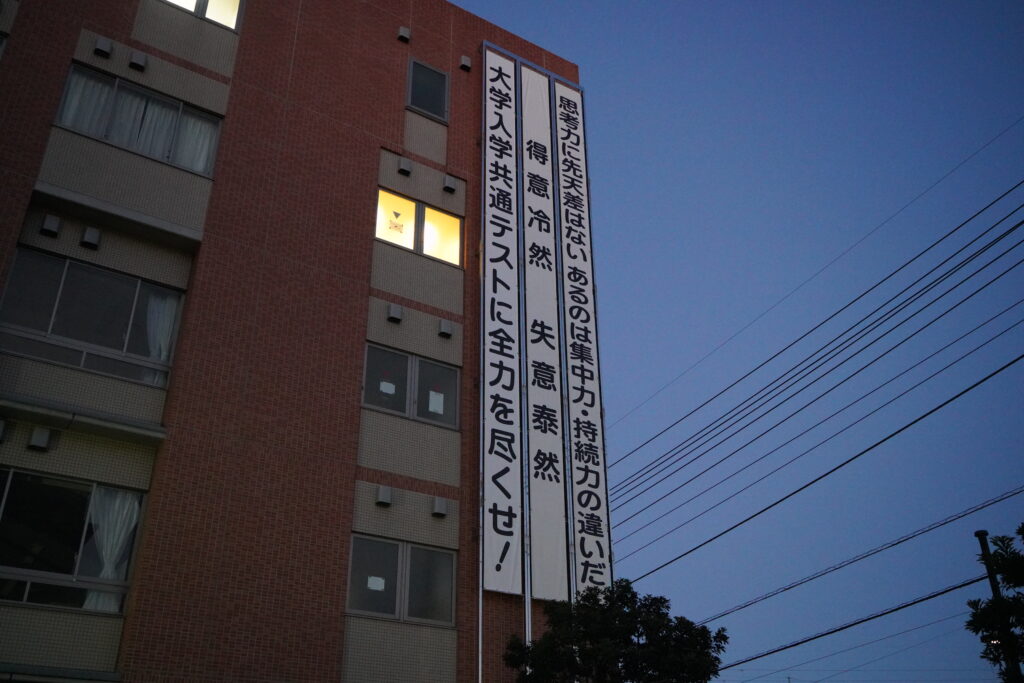 思考力に先天差はない あるのは集中力・持続力の違いだ
得意冷然 失意泰然
大学入学共通テストに全力を尽くせ！